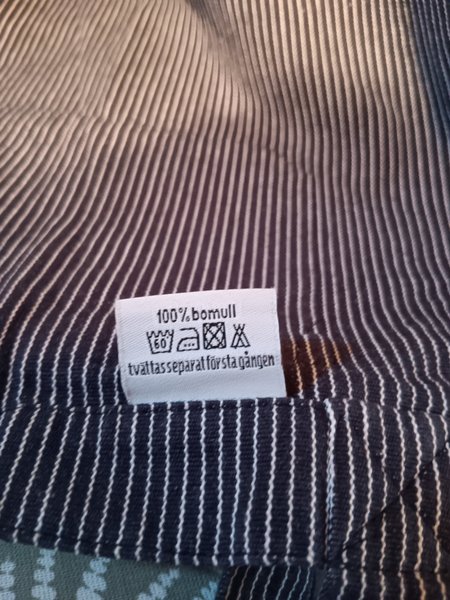 100% bomull
60
tvättas separat första gången